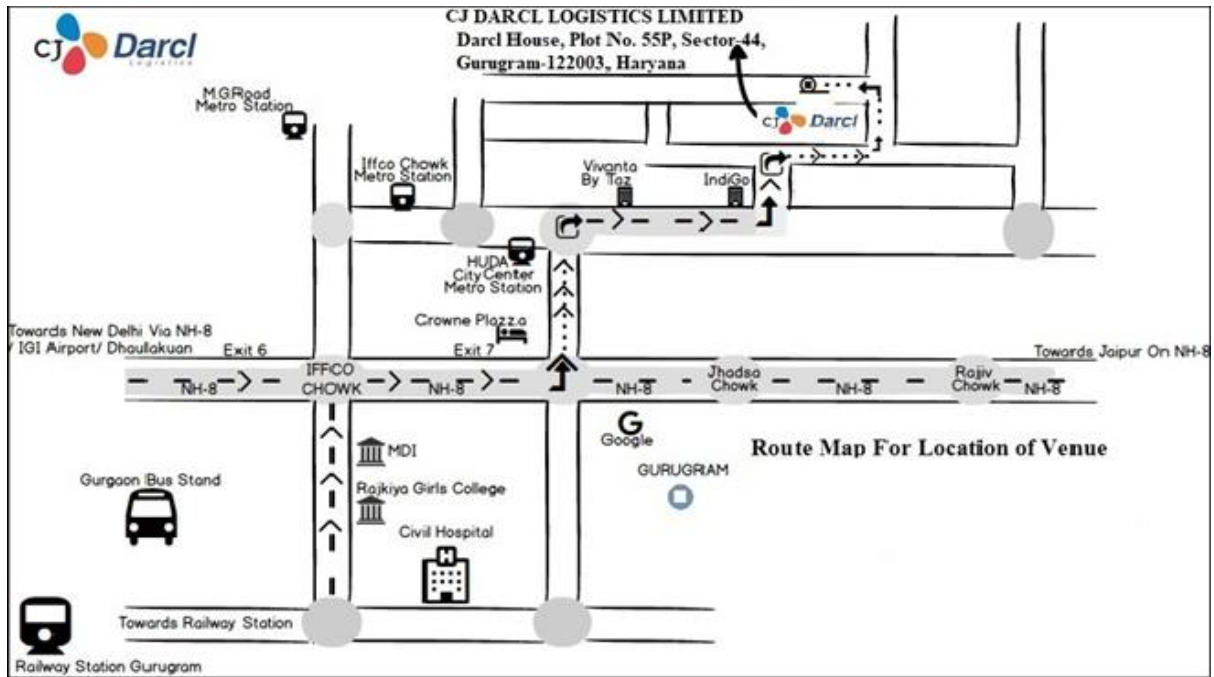 CJ Darcl
Logistics
CJ DARCL LOGISTICS LIMITED
Darcl House, Plot No. 55P, Sector-44,
Gurugram-122003, Haryana
M.G.Road
Metro Station
CJ Darcl
Iffco Chowk
Metro Station
Vivanta
By Taz
IndiGo
HUDA
City Center
Metro Station
Crowne Plazza
Towards New Delhi Via NH-8
/ IGI Airport/ Dhaullakuan
Exit 6
Exit 7
Towards Jaipur On NH-8
NH-8
IFFCO
CHOWK
NH-8
NH-8
Jhadsa
Chowk
NH-8
Rajiv
Chowk
NH-8
MDI
G
Google
Route Map For Location of Venue
GURUGRAM
Gurgaon Bus Stand
Rajkiya Girls College
Civil Hospital
H
Towards Railway Station
Railway Station Gurugram